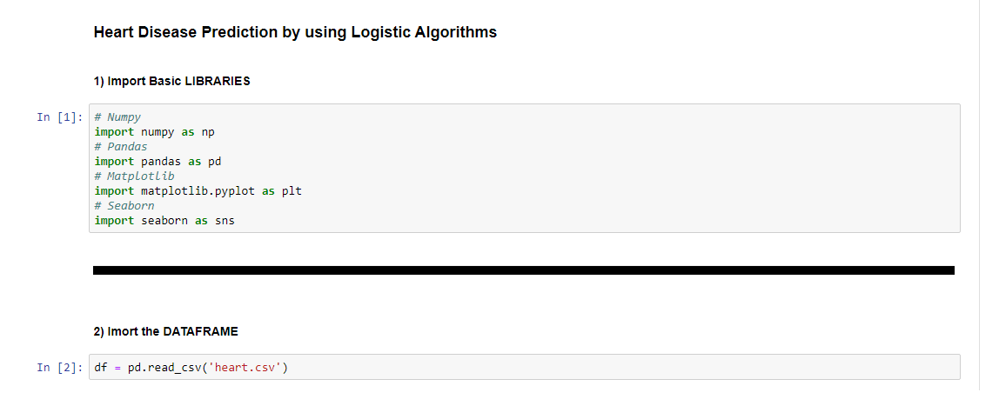 Heart Disease Prediction by using Logistic Algorithms
1) Import Basic LIBRARIES
In [1]:
# Numpy
import numpy as np
# Pandas
import pandas as pd
# Matplotlib
import matplotlib.pyplot as plt
# Seaborn
import seaborn as sns
2) Imort the DATAFRAME
In [2]:
df = pd.read_csv('heart.csv')